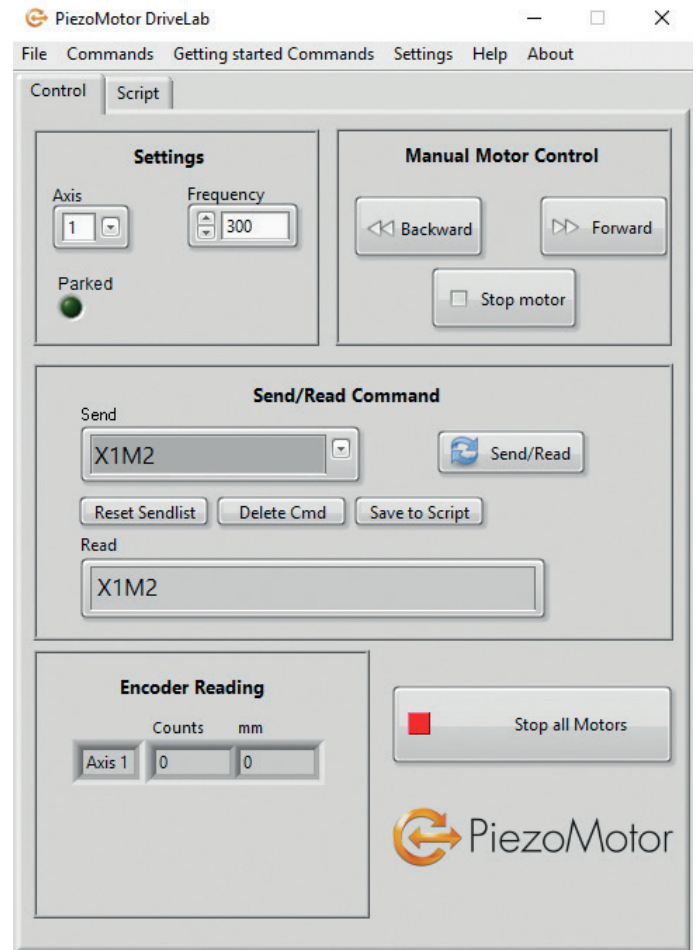 PiezoMotor DriveLab
File Commands Getting started Commands Settings Help About
Control Script
Settings
Axis Frequency
1 300
Parked
Manual Motor Control
Backward Forward
Stop motor
Send/Read Command
Send
X1M2
Send/Read
Reset Sendlist Delete Cmd Save to Script
Read
X1M2
Encoder Reading
Counts mm
Axis 1 0 0
Stop all Motors
PiezoMotor